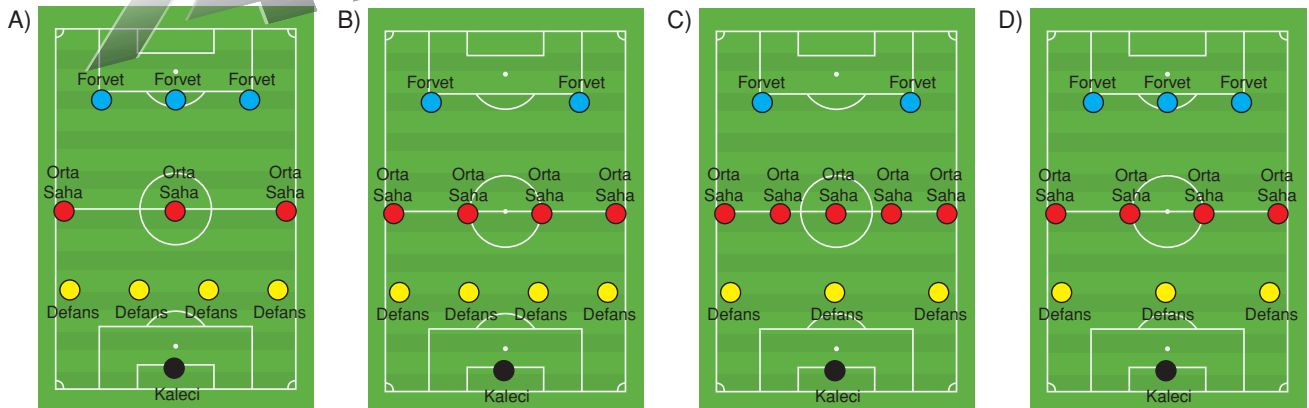 A)
Forvet Forvet Forvet
Orta Saha Orta Saha Orta Saha
Defans Defans Defans Defans
Kaleci
B)
Forvet Forvet
Orta Saha Orta Saha Orta Saha Orta Saha
Defans Defans Defans Defans
Kaleci
C)
Forvet Forvet
Orta Saha Orta Saha Orta Saha Orta Saha Orta Saha
Defans Defans Defans
Kaleci
D)
Forvet Forvet Forvet
Orta Saha Orta Saha Orta Saha Orta Saha
Defans Defans Defans
Kaleci